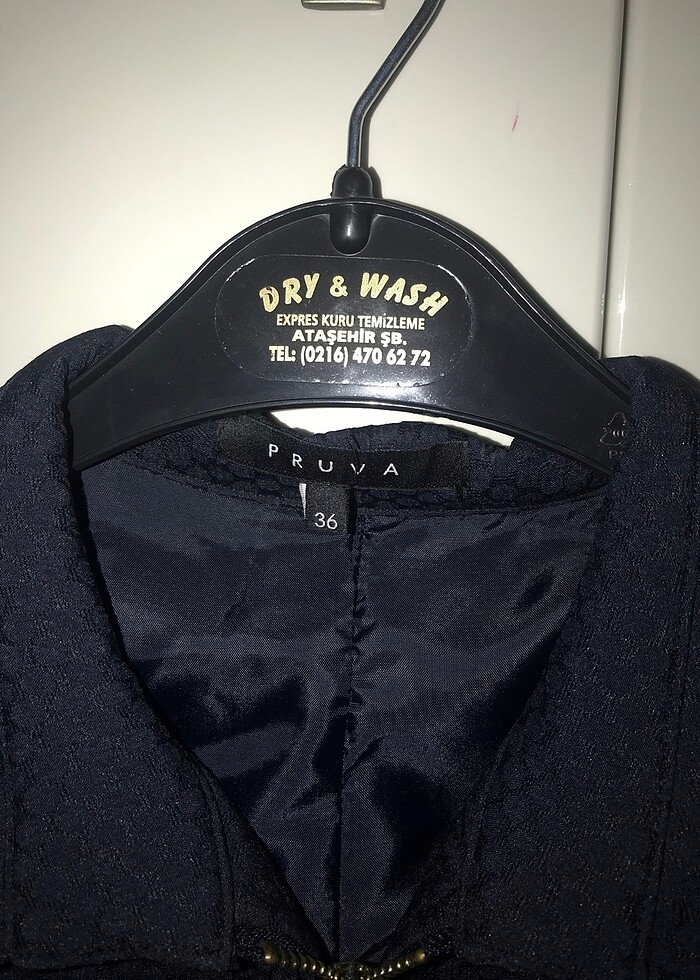 DRY & WASH
EXPRES KURU TEMİZLEME
ATAŞEHİR ŞB.
TEL: (0216) 470 62 72
PRUVA
36